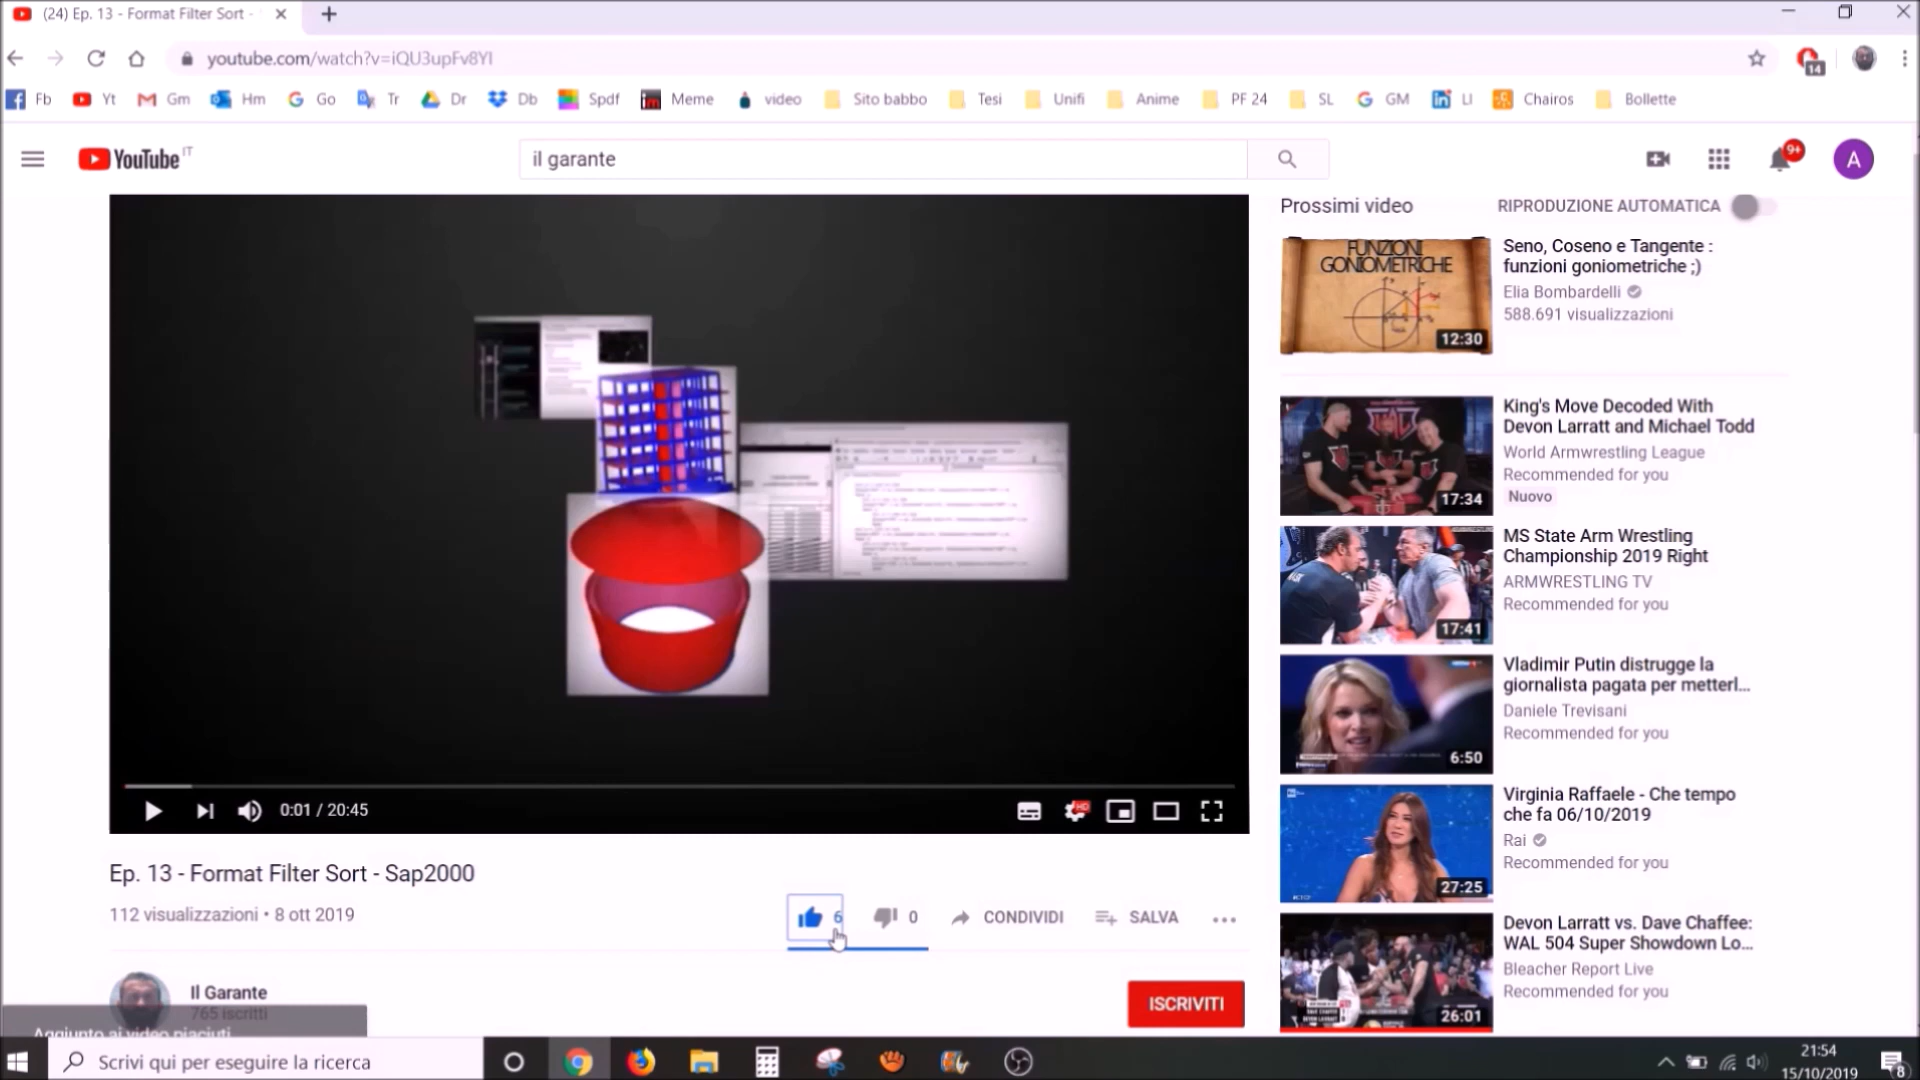 (24) Ep. 13 - Format Filter Sort -
youtube.com/watch?v=iQU3upFv8YI
14
Fb Yt Gm Hm Go Tr Dr Db Spdf Meme video Sito babbo Tesi Unifi Anime PF 24 SL GM LI Chairos Bollette
YouTube IT
il garante
9+
A
0:01 / 20:45
HD
Ep. 13 - Format Filter Sort - Sap2000
112 visualizzazioni • 8 ott 2019
6 0 CONDIVIDI SALVA
Il Garante
765 iscritti
ISCRIVITI
Aggiunto ai video piaciuti
Prossimi video RIPRODUZIONE AUTOMATICA
FUNZIONI
GONIOMETRICHE
12:30
Seno, Coseno e Tangente :
funzioni goniometriche ;)
Elia Bombardelli
588.691 visualizzazioni
17:34
King's Move Decoded With
Devon Larratt and Michael Todd
World Armwrestling League
Recommended for you
Nuovo
17:41
MS State Arm Wrestling
Championship 2019 Right
ARMWRESTLING TV
Recommended for you
6:50
Vladimir Putin distrugge la
giornalista pagata per metterl...
Daniele Trevisani
Recommended for you
27:25
Virginia Raffaele - Che tempo
che fa 06/10/2019
Rai
Recommended for you
26:01
Devon Larratt vs. Dave Chaffee:
WAL 504 Super Showdown Lo...
Bleacher Report Live
Recommended for you
Scrivi qui per eseguire la ricerca
21:54
15/10/2019
8